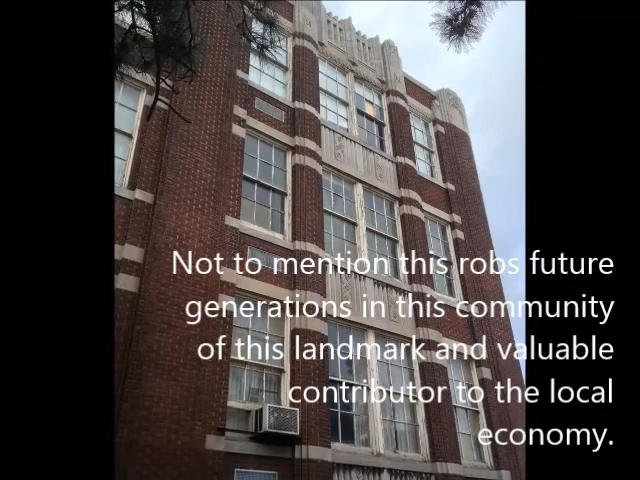 Not to mention this robs future
generations in this community
of this landmark and valuable
contributor to the local
economy.